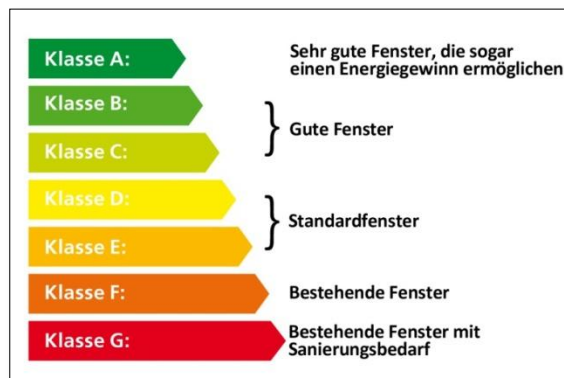 Klasse A:
Sehr gute Fenster, die sogar
einen Energiegewinn ermöglichen
Klasse B:
Gute Fenster
Klasse C:
Klasse D:
Standardfenster
Klasse E:
Klasse F:
Bestehende Fenster
Klasse G:
Bestehende Fenster mit
Sanierungsbedarf